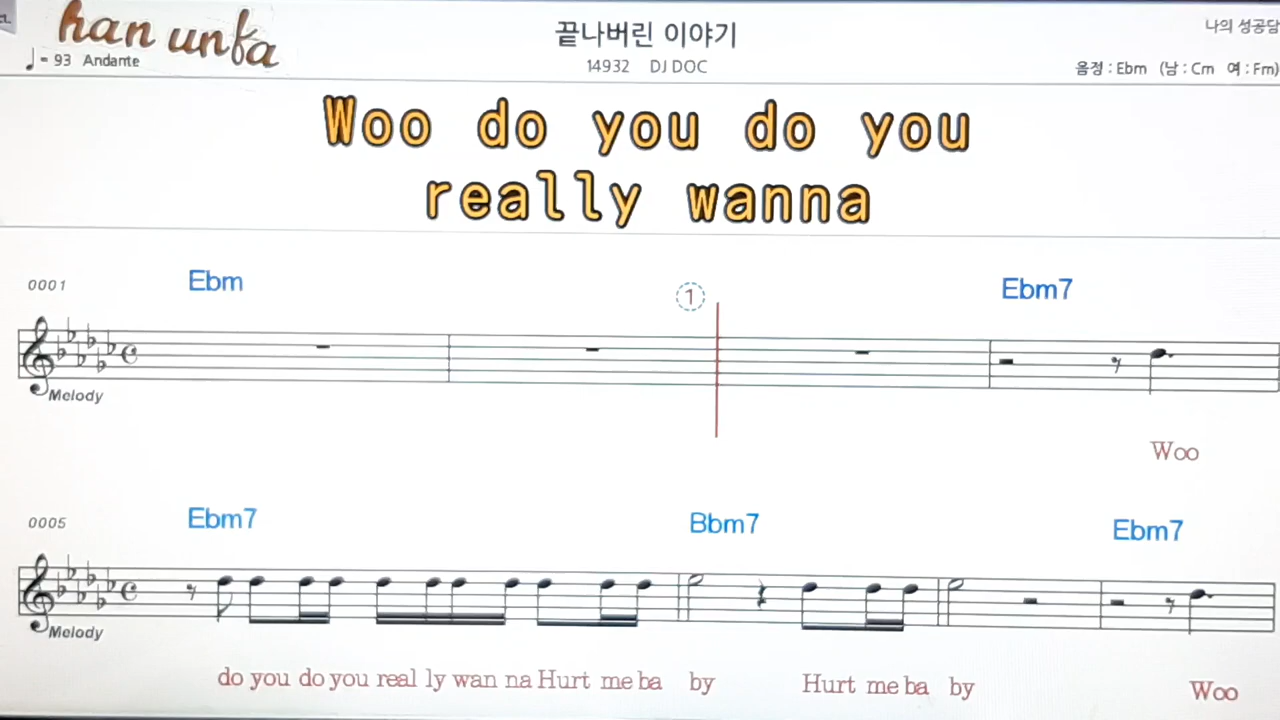 han unfa
♩= 93 Andante
끝나버린 이야기
14932 DJ DOC
나의 성공담
음정 : Ebm (남 : Cm 여 : Fm)
Woo do you do you
really wanna
0001 Ebm 1 Ebm7
Melody
Woo
0005 Ebm7 Bbm7 Ebm7
Melody
do you do you real ly wan na Hurt me ba by Hurt me ba by Woo